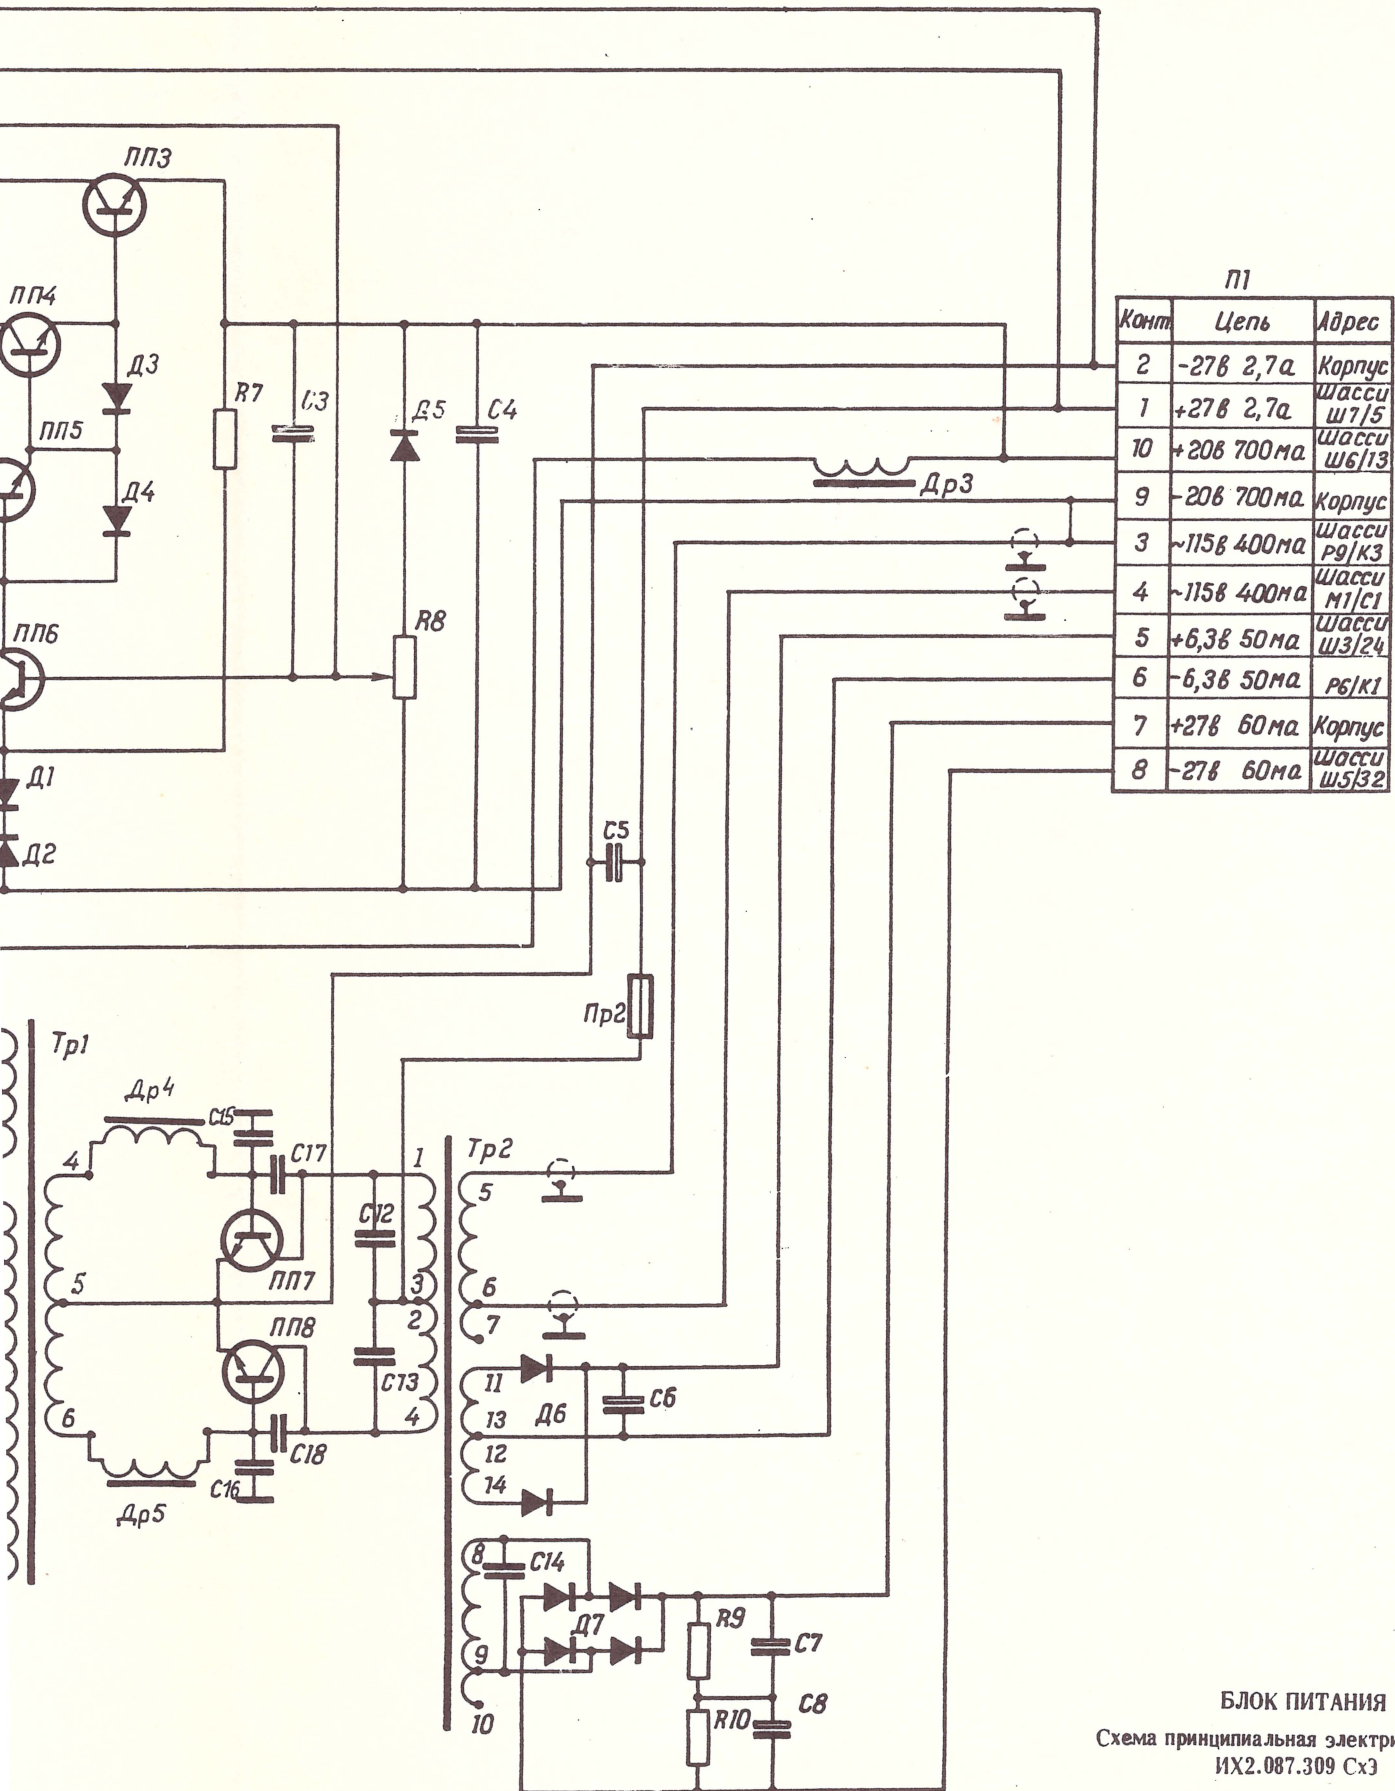 ПП3
П1
Конт. Цепь Адрес
2 -27в 2,7а Корпус
1 +27в 2,7а Шасси Ш7/5
10 +20в 700ма Шасси Ш6/13
9 -20в 700ма Корпус
3 ~115в 400ма Шасси Р9/К3
4 ~115в 400ма Шасси М1/С1
5 +6,3в 50ма Шасси Ш3/24
6 -6,3в 50ма Р6/К1
7 +27в 60ма Корпус
8 -27в 60ма Шасси Ш5/32
ПП4
Д3
R7
С3
Д5
С4
ПП5
Д4
Др3
ПП6
R8
Д1
Д2
С5
Пр2
Тр1
Др4
С15
С17
4
1
Тр2
5
С12
ПП7
5
3
6
2
7
ПП8
С13
11
С6
Д6
6
4
13
С18
12
С16
14
Др5
8
С14
Д7
R9
С7
9
R10
С8
10
БЛОК ПИТАНИЯ
Схема принципиальная электри
ИХ2.087.309 СхЭ